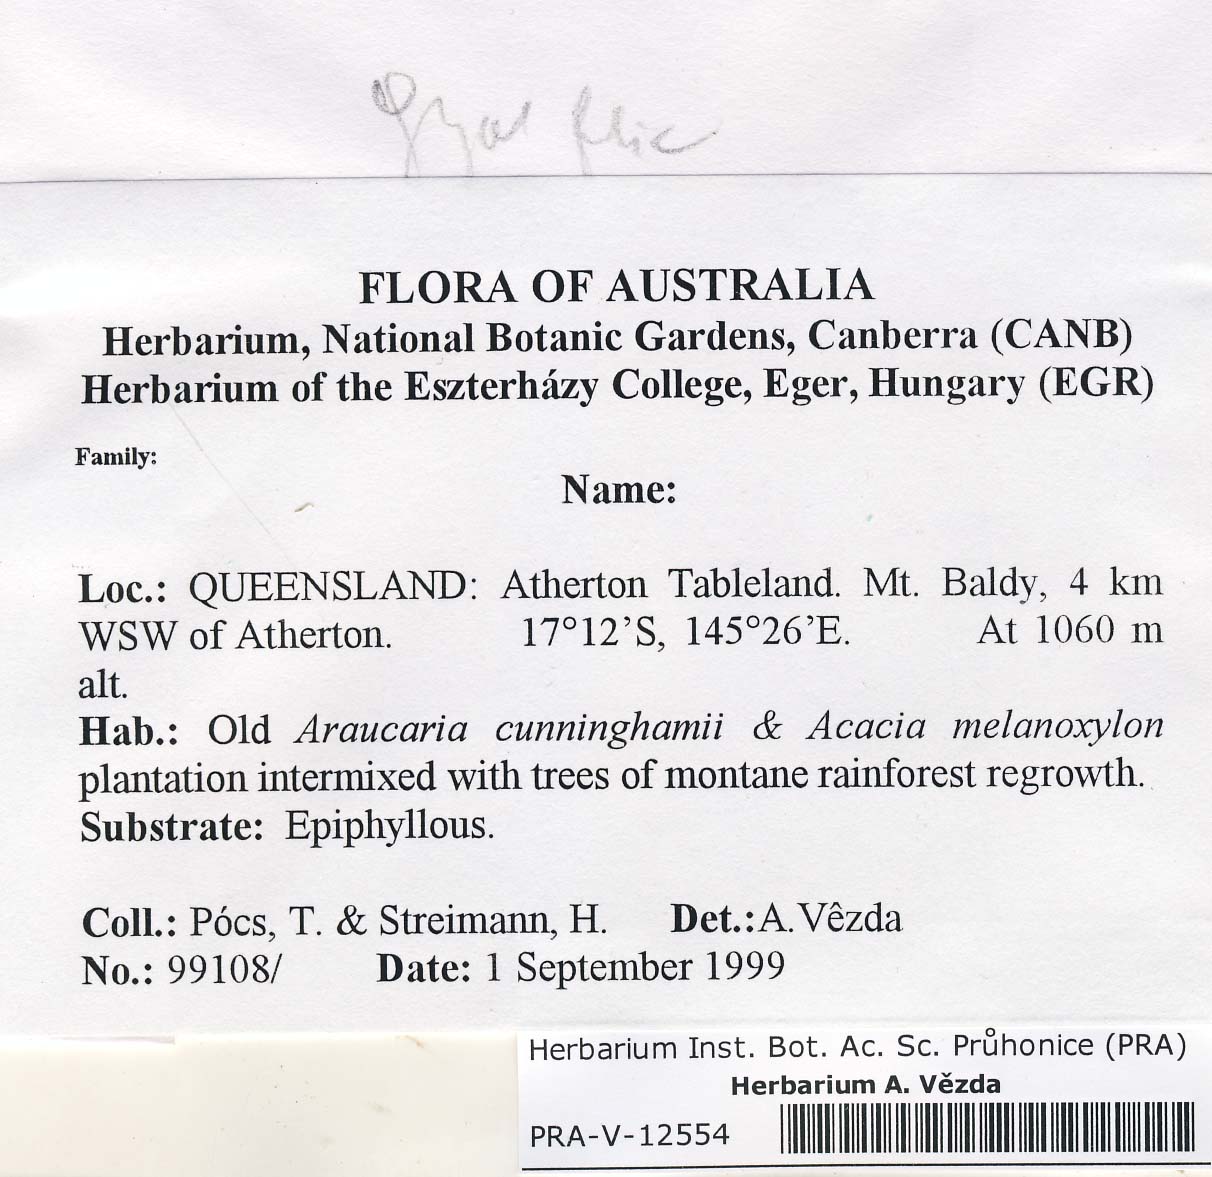 FLORA OF AUSTRALIA
Herbarium, National Botanic Gardens, Canberra (CANB)
Herbarium of the Eszterházy College, Eger, Hungary (EGR)
Family:
Name:
Loc.: QUEENSLAND: Atherton Tableland. Mt. Baldy, 4 km
WSW of Atherton. 17°12'S, 145°26'E. At 1060 m
alt.
Hab.: Old Araucaria cunninghamii & Acacia melanoxylon
plantation intermixed with trees of montane rainforest regrowth.
Substrate: Epiphyllous.
Coll.: Pócs, T. & Streimann, H. Det.:A. Vêzda
No.: 99108/ Date: 1 September 1999
Herbarium Inst. Bot. Ac. Sc. Průhonice (PRA)
Herbarium A. Vězda
PRA-V-12554